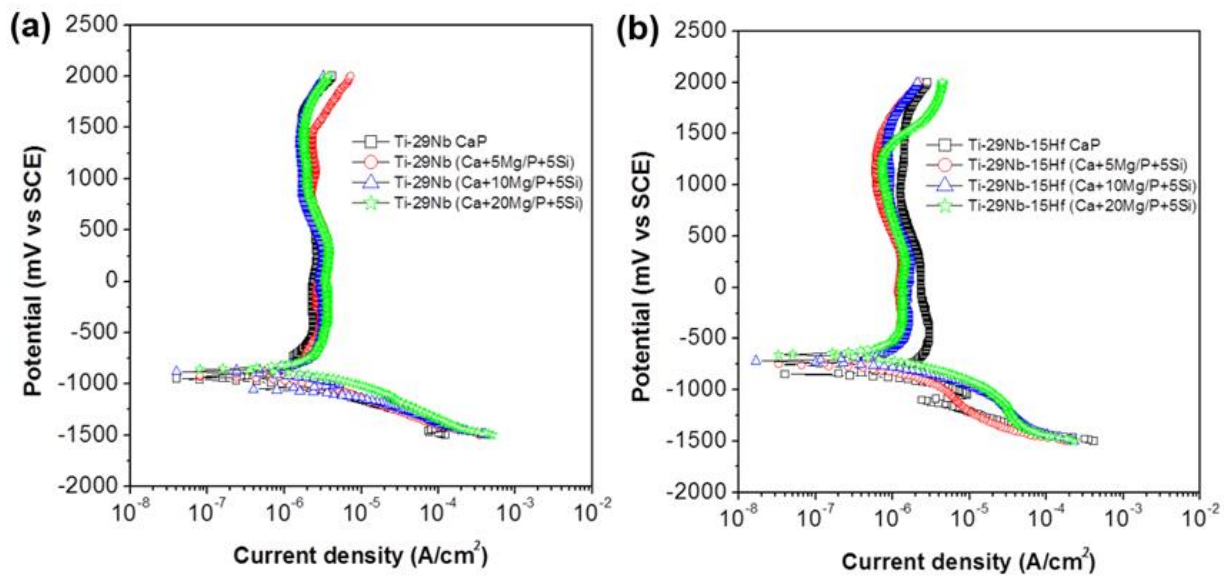 (a)
2500
2000
1500
1000
500
0
-500
-1000
-1500
-2000
Potential (mV vs SCE)
Ti-29Nb CaP
Ti-29Nb (Ca+5Mg/P+5Si)
Ti-29Nb (Ca+10Mg/P+5Si)
Ti-29Nb (Ca+20Mg/P+5Si)
10⁻⁸ 10⁻⁷ 10⁻⁶ 10⁻⁵ 10⁻⁴ 10⁻³ 10⁻²
Current density (A/cm²)
(b)
2500
2000
1500
1000
500
0
-500
-1000
-1500
-2000
Potential (mV vs SCE)
Ti-29Nb-15Hf CaP
Ti-29Nb-15Hf (Ca+5Mg/P+5Si)
Ti-29Nb-15Hf (Ca+10Mg/P+5Si)
Ti-29Nb-15Hf (Ca+20Mg/P+5Si)
10⁻⁸ 10⁻⁷ 10⁻⁶ 10⁻⁵ 10⁻⁴ 10⁻³ 10⁻²
Current density (A/cm²)